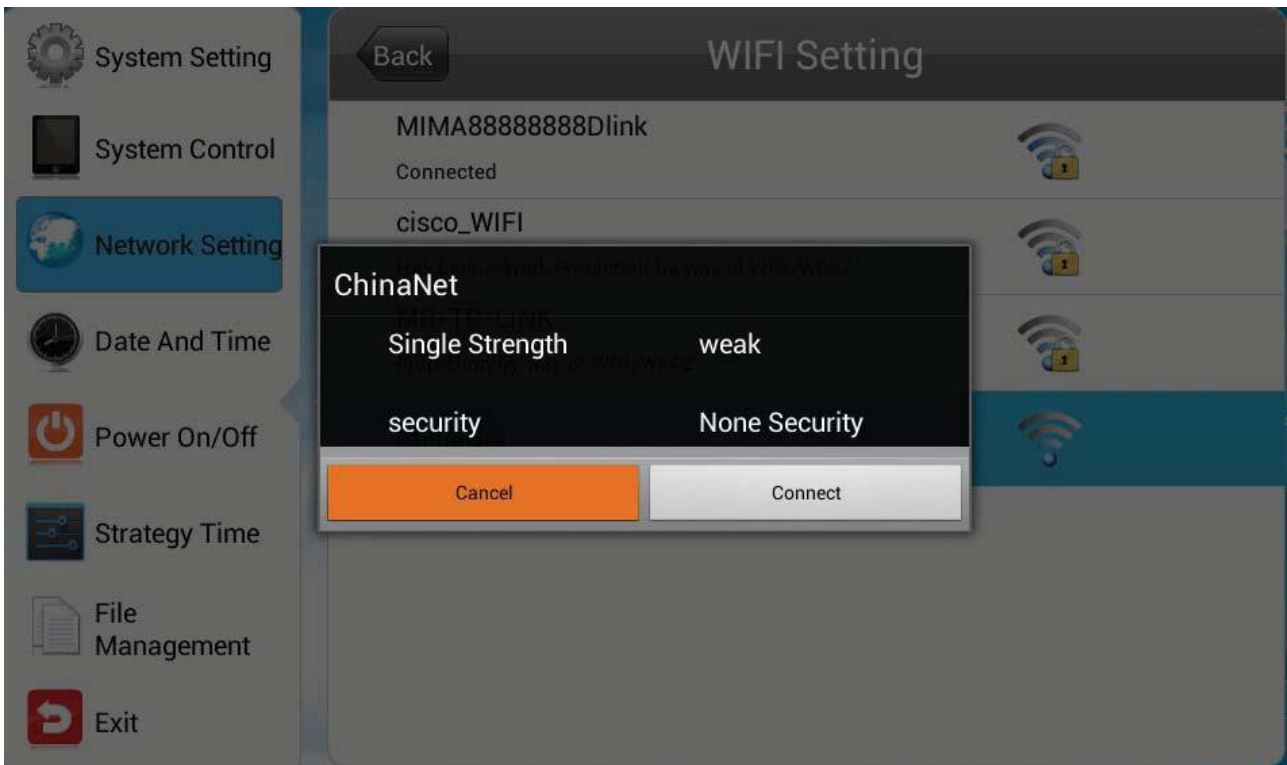 System Setting
System Control
Network Setting
Date And Time
Power On/Off
Strategy Time
File
Management
Exit
Back
WIFI Setting
MIMA88888888Dlink
Connected
cisco_WIFI
ChinaNet
Single Strength weak
security None Security
Cancel Connect